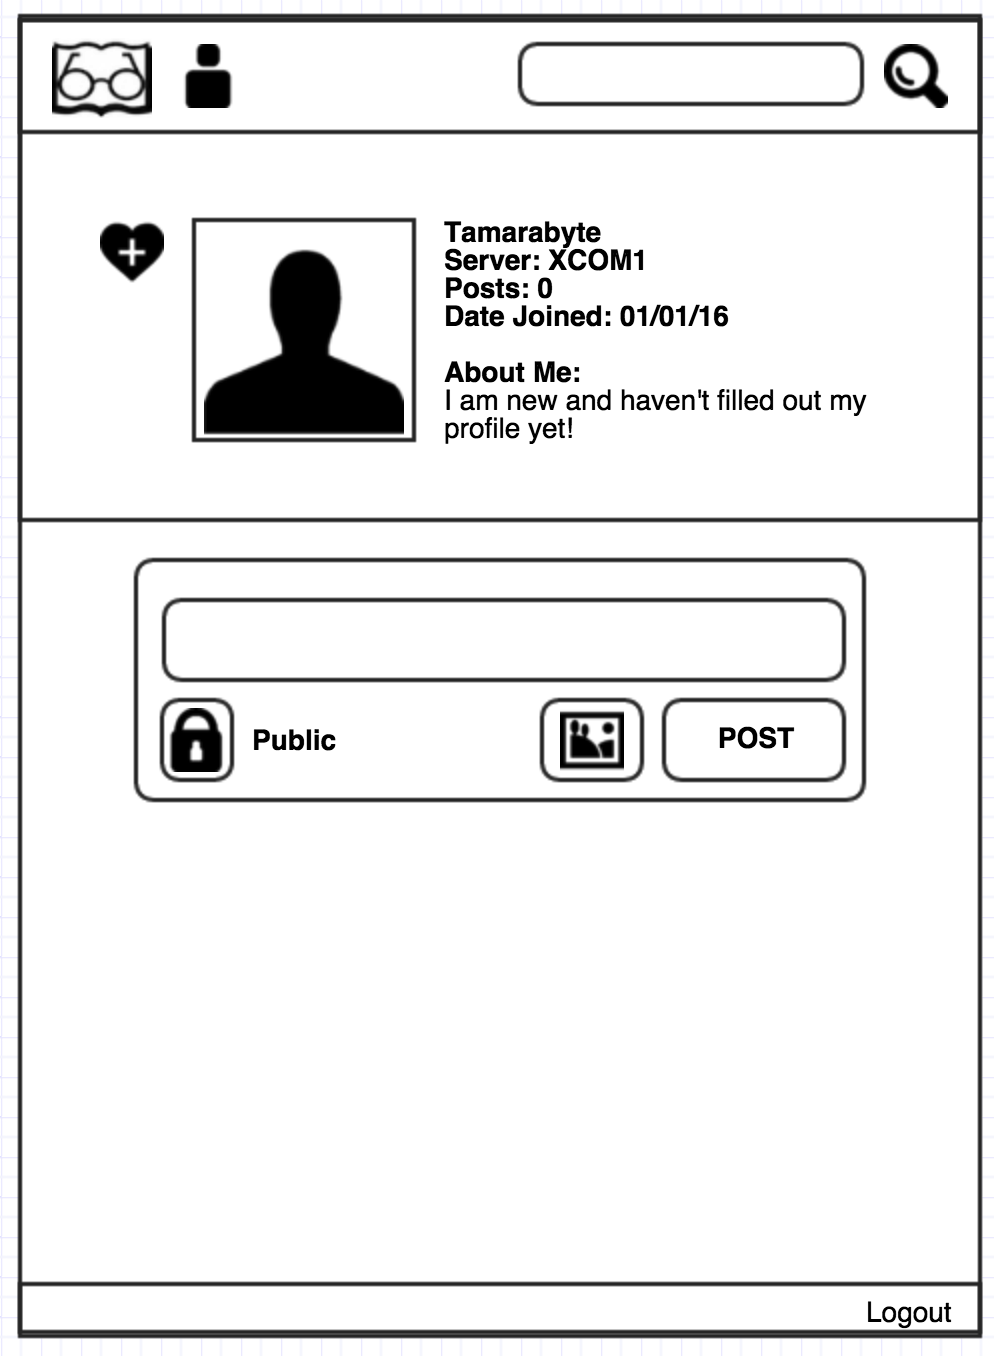 Tamarabyte
Server: XCOM1
Posts: 0
Date Joined: 01/01/16
About Me:
I am new and haven't filled out my
profile yet!
Public
POST
Logout